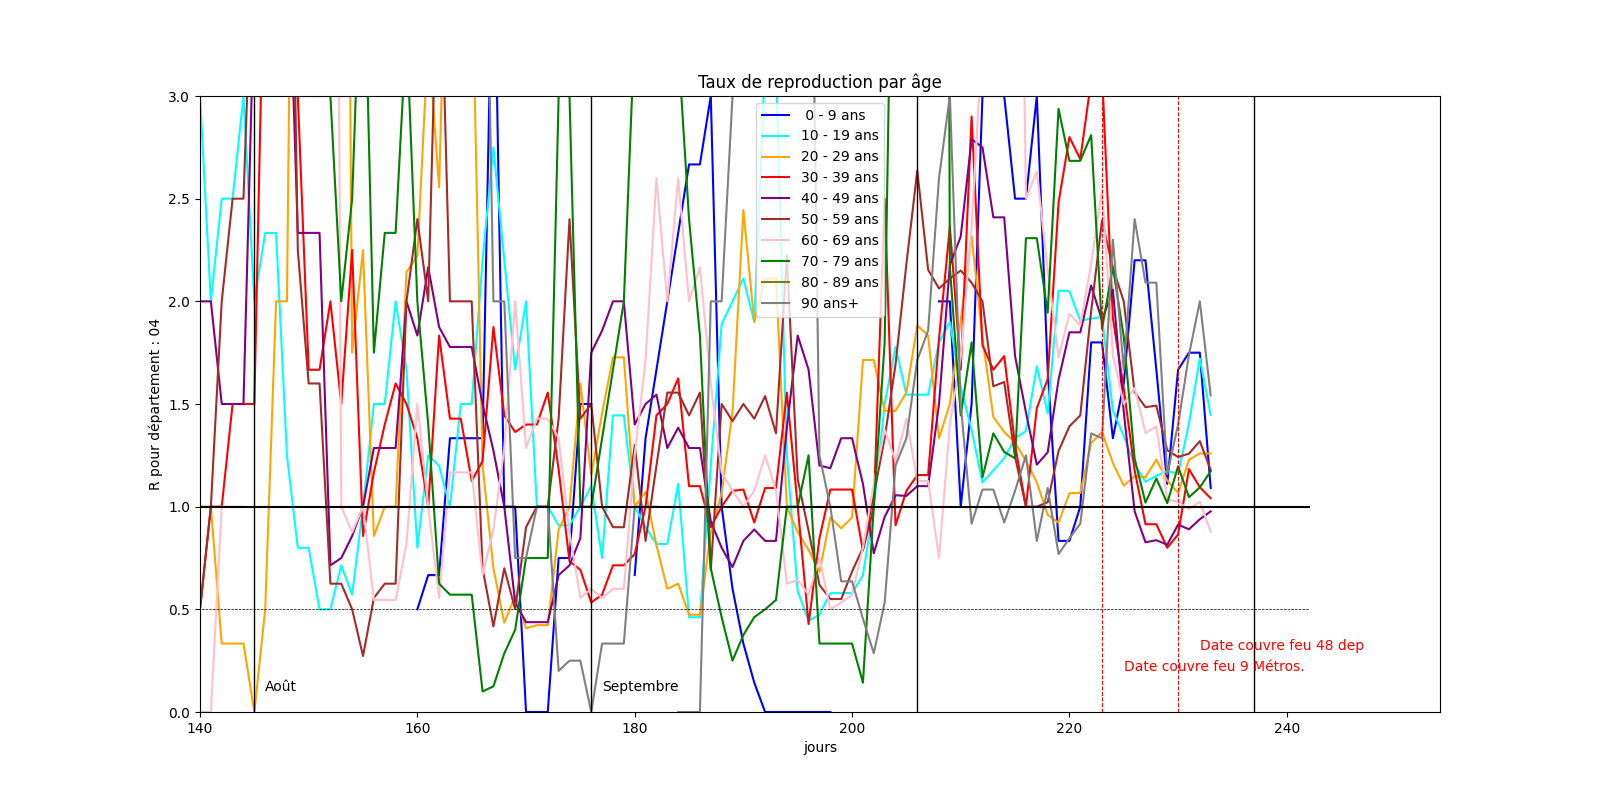 Taux de reproduction par âge
R pour département : 04
3.0
2.5
2.0
1.5
1.0
0.5
0.0
0 - 9 ans
10 - 19 ans
20 - 29 ans
30 - 39 ans
40 - 49 ans
50 - 59 ans
60 - 69 ans
70 - 79 ans
80 - 89 ans
90 ans+
Date couvre feu 48 dep
Date couvre feu 9 Métros.
Août
Septembre
140
160
180
200
220
240
jours